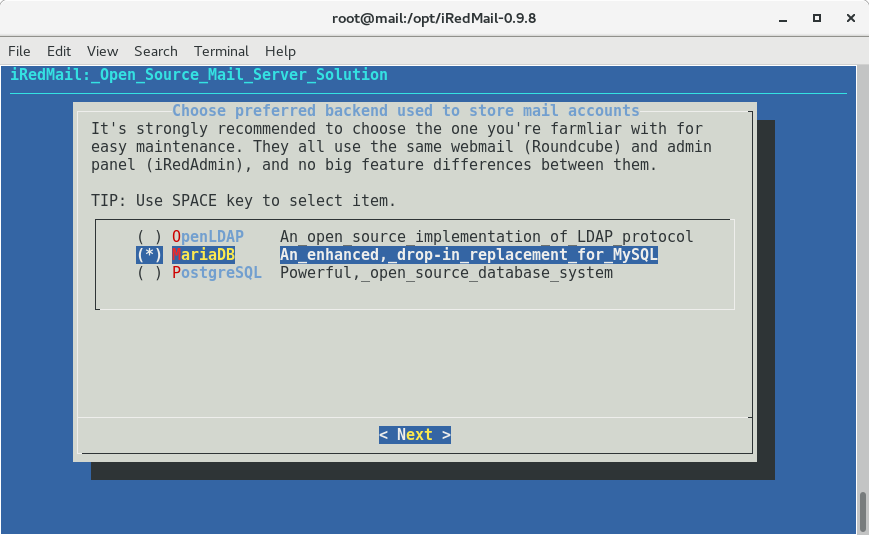 root@mail:/opt/iRedMail-0.9.8
File Edit View Search Terminal Help
iRedMail:_Open_Source_Mail_Server_Solution
Choose preferred backend used to store mail accounts
It's strongly recommended to choose the one you're farmliar with for
easy maintenance. They all use the same webmail (Roundcube) and admin
panel (iRedAdmin), and no big feature differences between them.
TIP: Use SPACE key to select item.
( ) OpenLDAP An_open_source_implementation_of_LDAP_protocol
(*) MariaDB An_enhanced,_drop-in_replacement_for_MySQL
( ) PostgreSQL Powerful,_open_source_database_system
< Next >